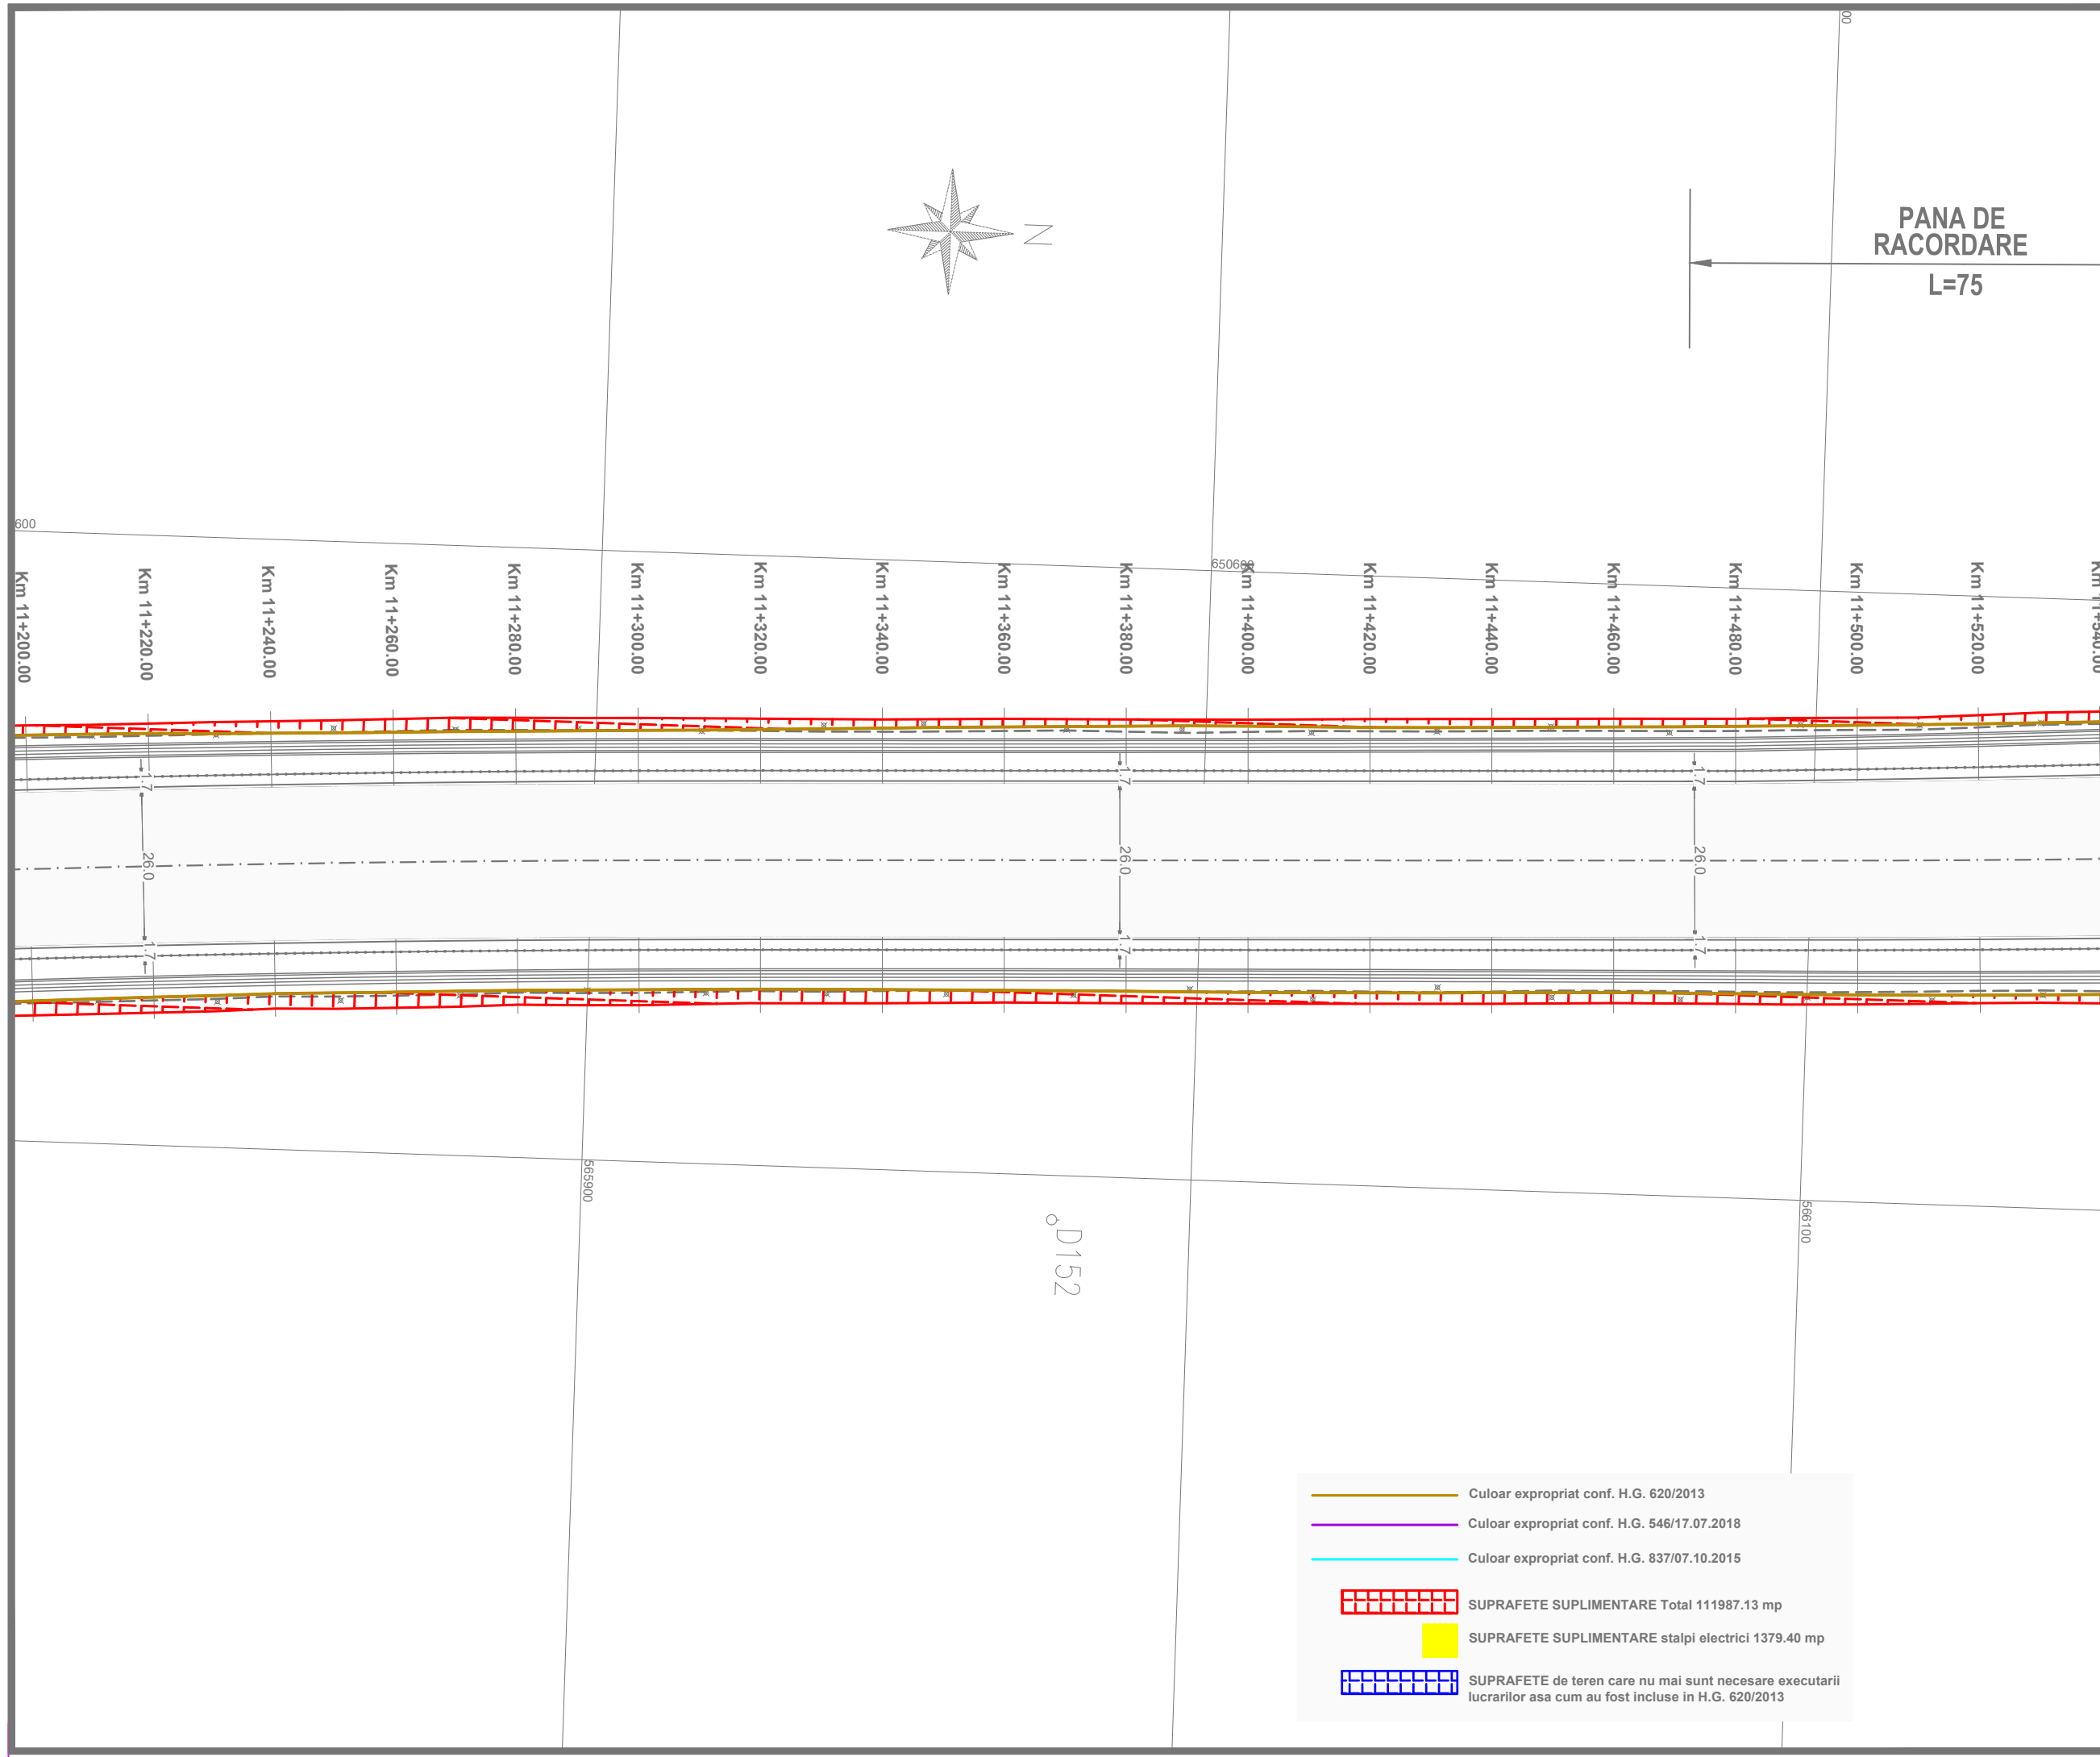 00
N
PANA DE
RACORDARE
L=75
600
650600
Km 11+200.00
Km 11+220.00
Km 11+240.00
Km 11+260.00
Km 11+280.00
Km 11+300.00
Km 11+320.00
Km 11+340.00
Km 11+360.00
Km 11+380.00
Km 11+400.00
Km 11+420.00
Km 11+440.00
Km 11+460.00
Km 11+480.00
Km 11+500.00
Km 11+520.00
Km 11+540.00
1.7
1.7
1.7
26.0
26.0
26.0
1.7
1.7
1.7
565900
566100
D152
Culoar expropriat conf. H.G. 620/2013
Culoar expropriat conf. H.G. 546/17.07.2018
Culoar expropriat conf. H.G. 837/07.10.2015
SUPRAFETE SUPLIMENTARE Total 111987.13 mp
SUPRAFETE SUPLIMENTARE stalpi electrici 1379.40 mp
SUPRAFETE de teren care nu mai sunt necesare executarii
lucrarilor asa cum au fost incluse in H.G. 620/2013